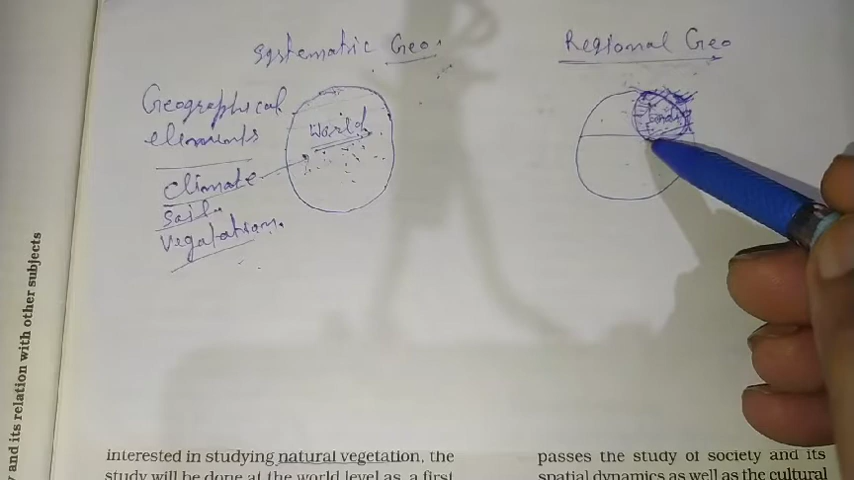 Systematric Geo.
Regional Geo
Geographical
elements
World
climate
soil.
vegatation.
y and its relation with other subjects
interested in studying natural vegetation, the
study will be done at the world level as a first
passes the study of society and its
spatial dynamics as well as the cultural